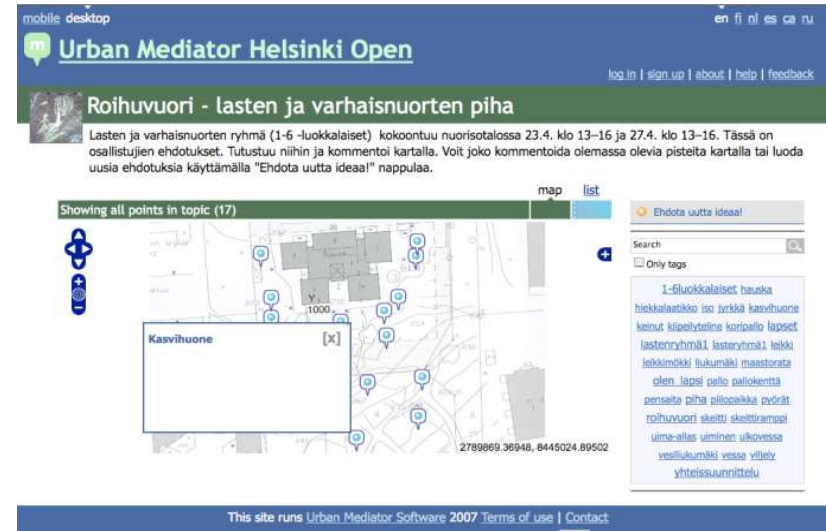 mobile desktop
en fi nl es ca ru
m
Urban Mediator Helsinki Open
log in | sign up | about | help | feedback
Roihuvuori - lasten ja varhaisnuorten piha
Lasten ja varhaisnuorten ryhmä (1-6 -luokkalaiset) kokoontuu nuorisotalossa 23.4. klo 13–16 ja 27.4. klo 13–16. Tässä on
osallistujien ehdotukset. Tutustu niihin ja kommentoi kartalla. Voit joko kommentoida olemassa olevia pisteita kartalla tai luoda
uusia ehdotuksia käyttämälla "Ehdota uutta ideaa!" nappulaa.
map list
Showing all points in topic (17)
Ehdota uutta ideaa!
Search
Only tags
1-6luokkalaiset hauska
hiekkalaatikko iso jyrkkä kasvihuone
keinut kiipeilyteline koripallo lapset
lastenryhmä1 lasteryhmä1 leikki
leikkimökki liukumäki maastorata
olen lapsi pallo pallokenttä
pensaita piha piilopaikka pyörät
roihuvuori skeitti skeittiramppi
uima-allas uiminen ulkovessa
vesiliukumäki vessa viljely
yhteissuunnittelu
Y
1000
Kasvihuone [x]
2789869.36948, 8445024.89502
This site runs Urban Mediator Software 2007 Terms of use | Contact